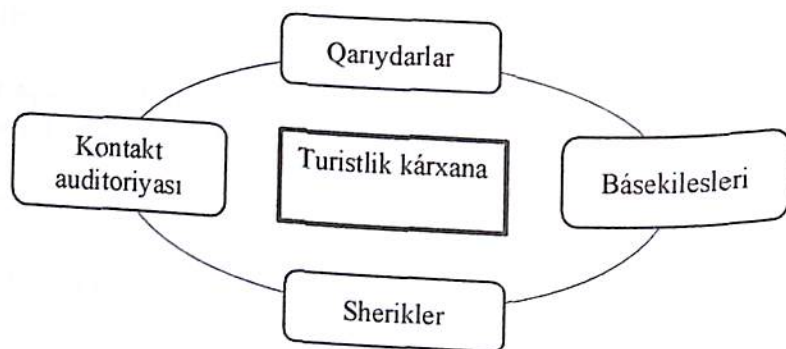 Qarıydarlar
Kontakt
auditoriyası
Turistlik kárxana
Básekilesleri
Sherikler